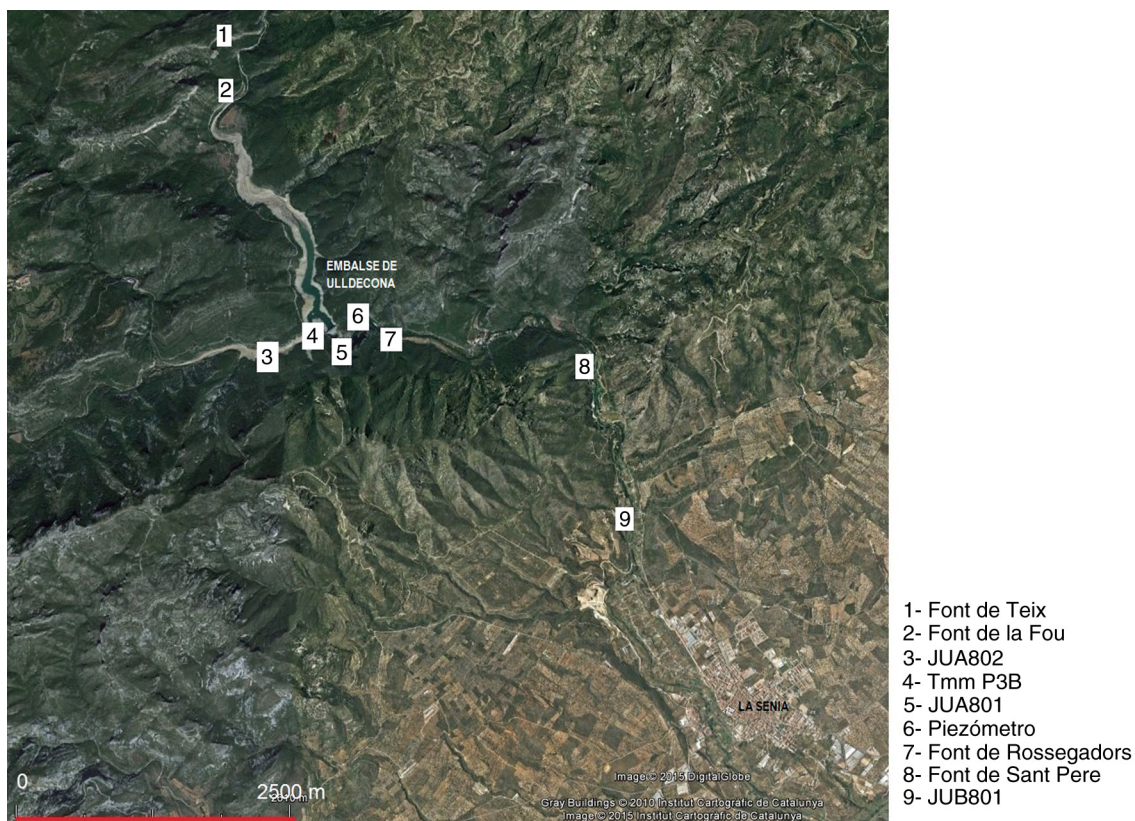 1
2
EMBALSE DE
ULLDECONA
6
4
7
3
5
8
9
LA SENIA
1- Font de Teix
2- Font de la Fou
3- JUA802
4- Tmm P3B
5- JUA801
6- Piezómetro
7- Font de Rossegadors
8- Font de Sant Pere
9- JUB801
0
2500 m
Image © 2015 DigitalGlobe
Gray Buildings © 2010 Institut Cartogràfic de Catalunya
Image © 2015 Institut Cartogràfic de Catalunya